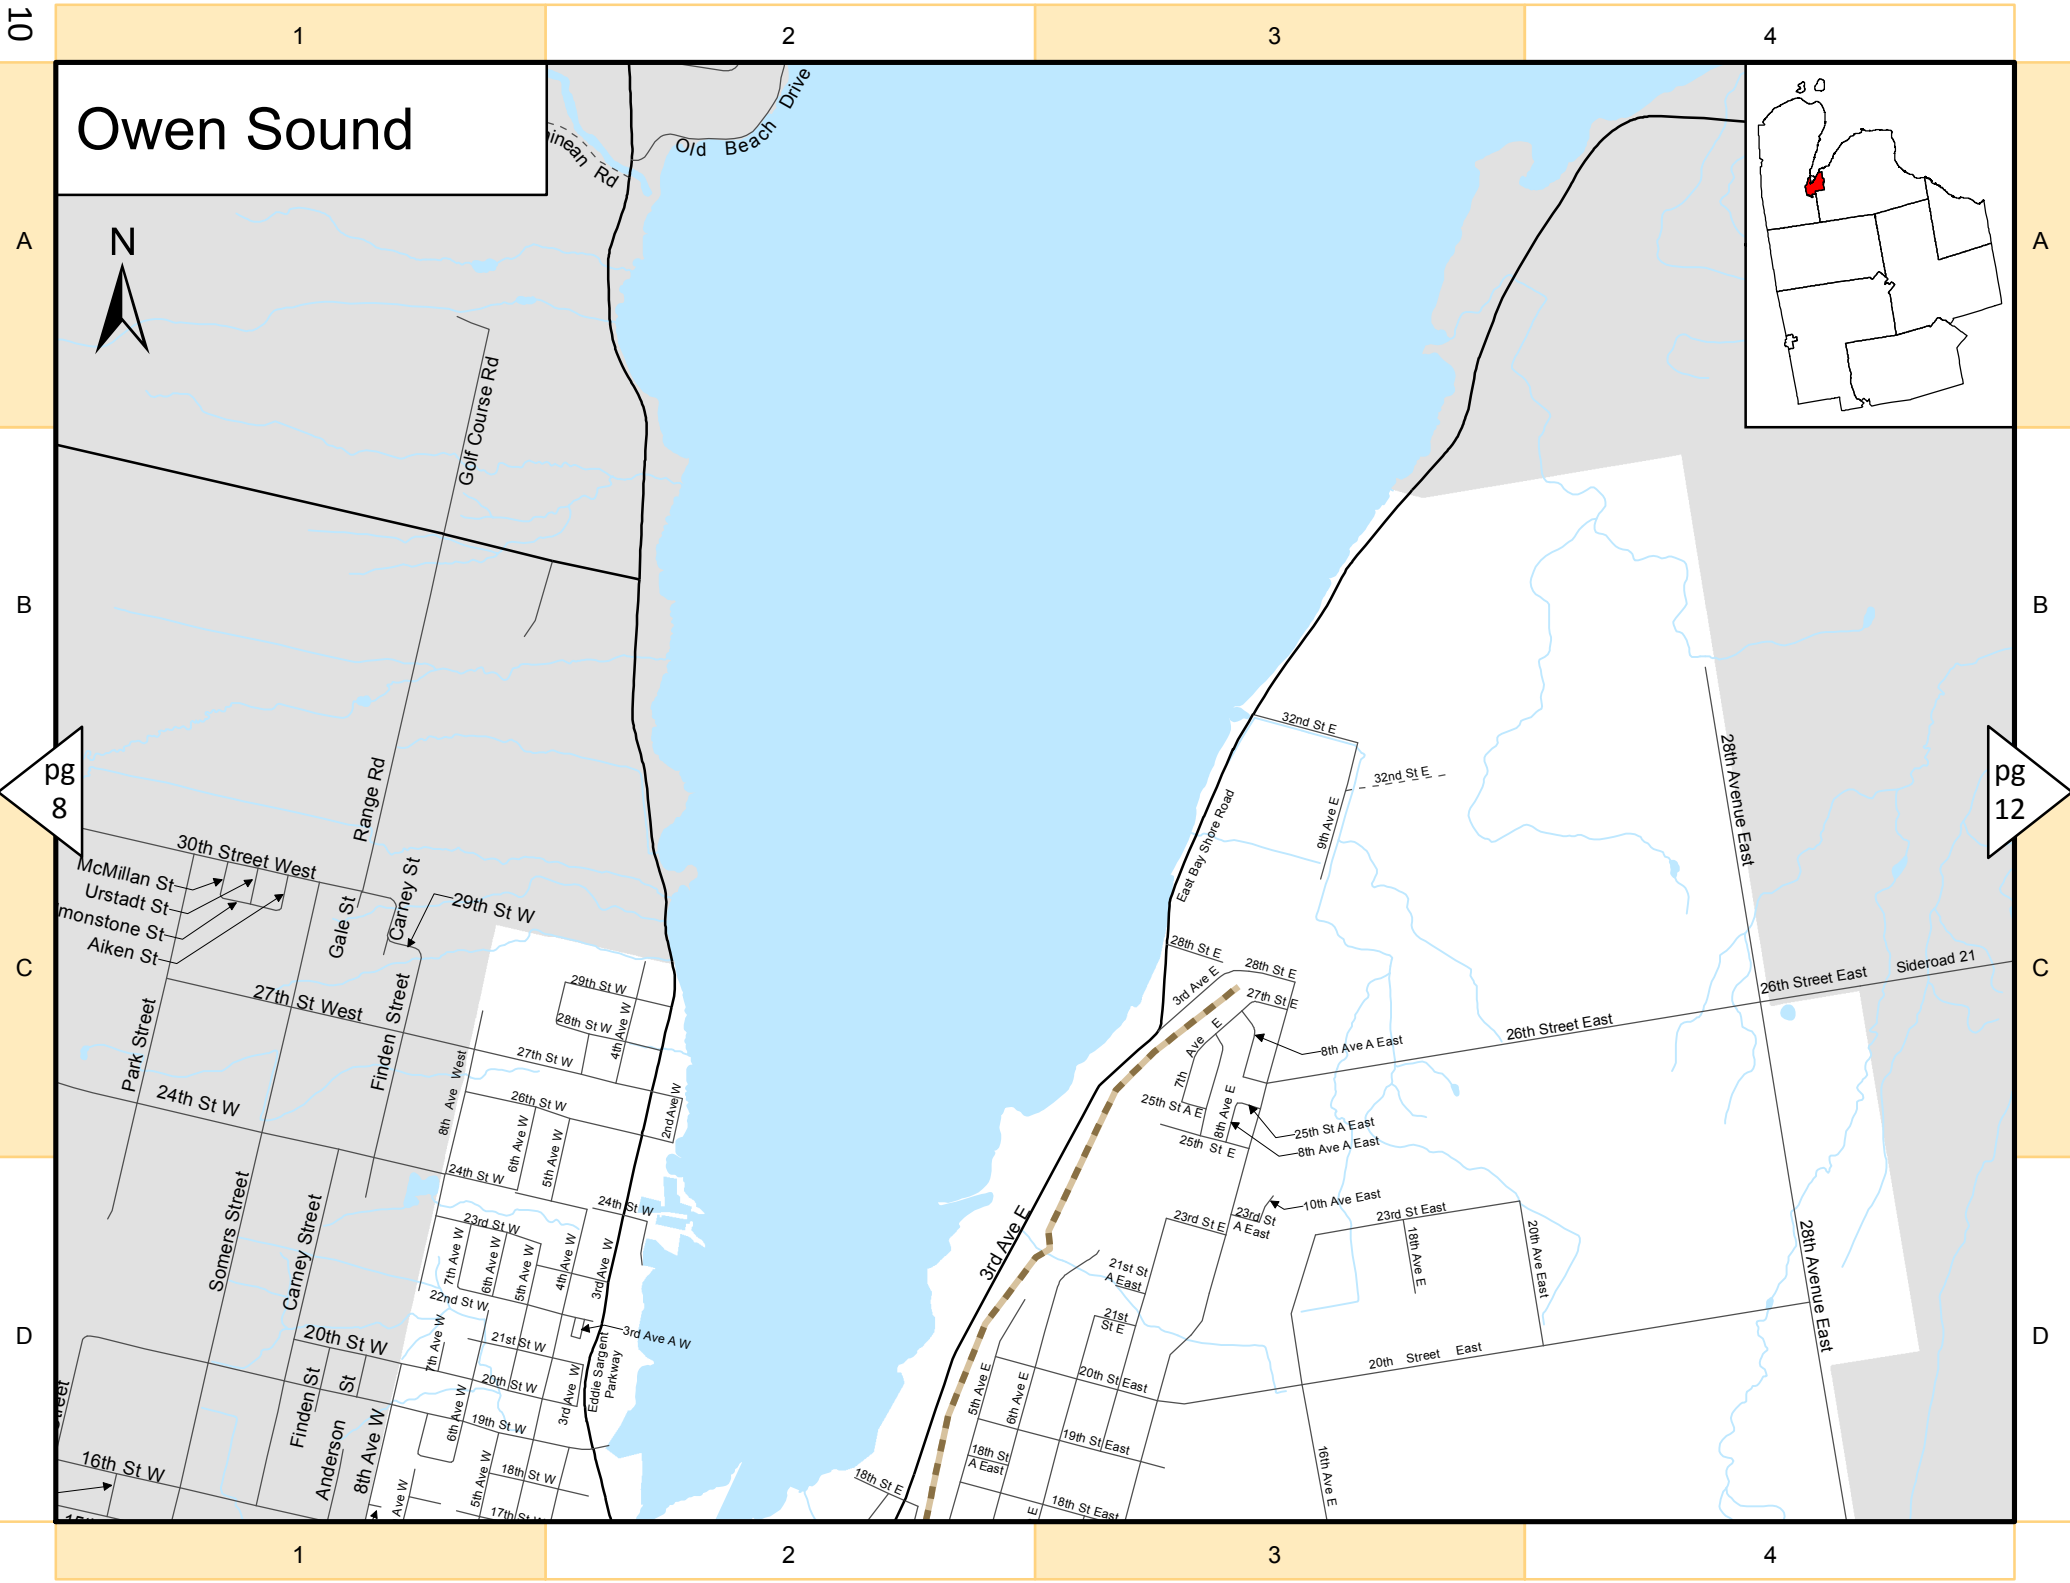 10
1
2
3
4
Owen Sound
N
A
A
B
B
C
C
D
D
pg
8
pg
12
Old Beach Drive
inean Rd
Golf Course Rd
Range Rd
30th Street West
McMillan St
Urstadt St
monstone St
Aiken St
Gale St
Carney St
29th St W
27th St West
Finden Street
Park Street
24th St W
Somers Street
Carney Street
20th St W
Finden St
St
Anderson
8th Ave W
16th St W
Ave W
8th Ave West
29th St W
28th St W
4th Ave W
27th St W
26th St W
2nd Ave W
6th Ave W
5th Ave W
24th St W
24th St W
23rd St W
7th Ave W
6th Ave W
5th Ave W
4th Ave W
3rd Ave W
22nd St W
7th Ave W
21st St W
3rd Ave A W
Eddie Sargent
Parkway
20th St W
3rd Ave W
6th Ave W
19th St W
5th Ave W
18th St W
17th St W
32nd St E
32nd St E
9th Ave E
East Bay Shore Road
28th Avenue East
28th St E
28th St E
3rd Ave E
27th St E
7th Ave E
8th Ave A East
26th Street East
26th Street East
Sideroad 21
25th St A E
8th Ave E
25th St A East
8th Ave A East
25th St E
10th Ave East
23rd St E
23rd St
A East
23rd St East
18th Ave E
20th Ave East
28th Avenue East
3rd Ave E
21st St
A East
21st
St E
20th Street East
20th St East
5th Ave E
6th Ave E
19th St East
18th St
A East
18th St E
18th St East
E
16th Ave E
1
2
3
4